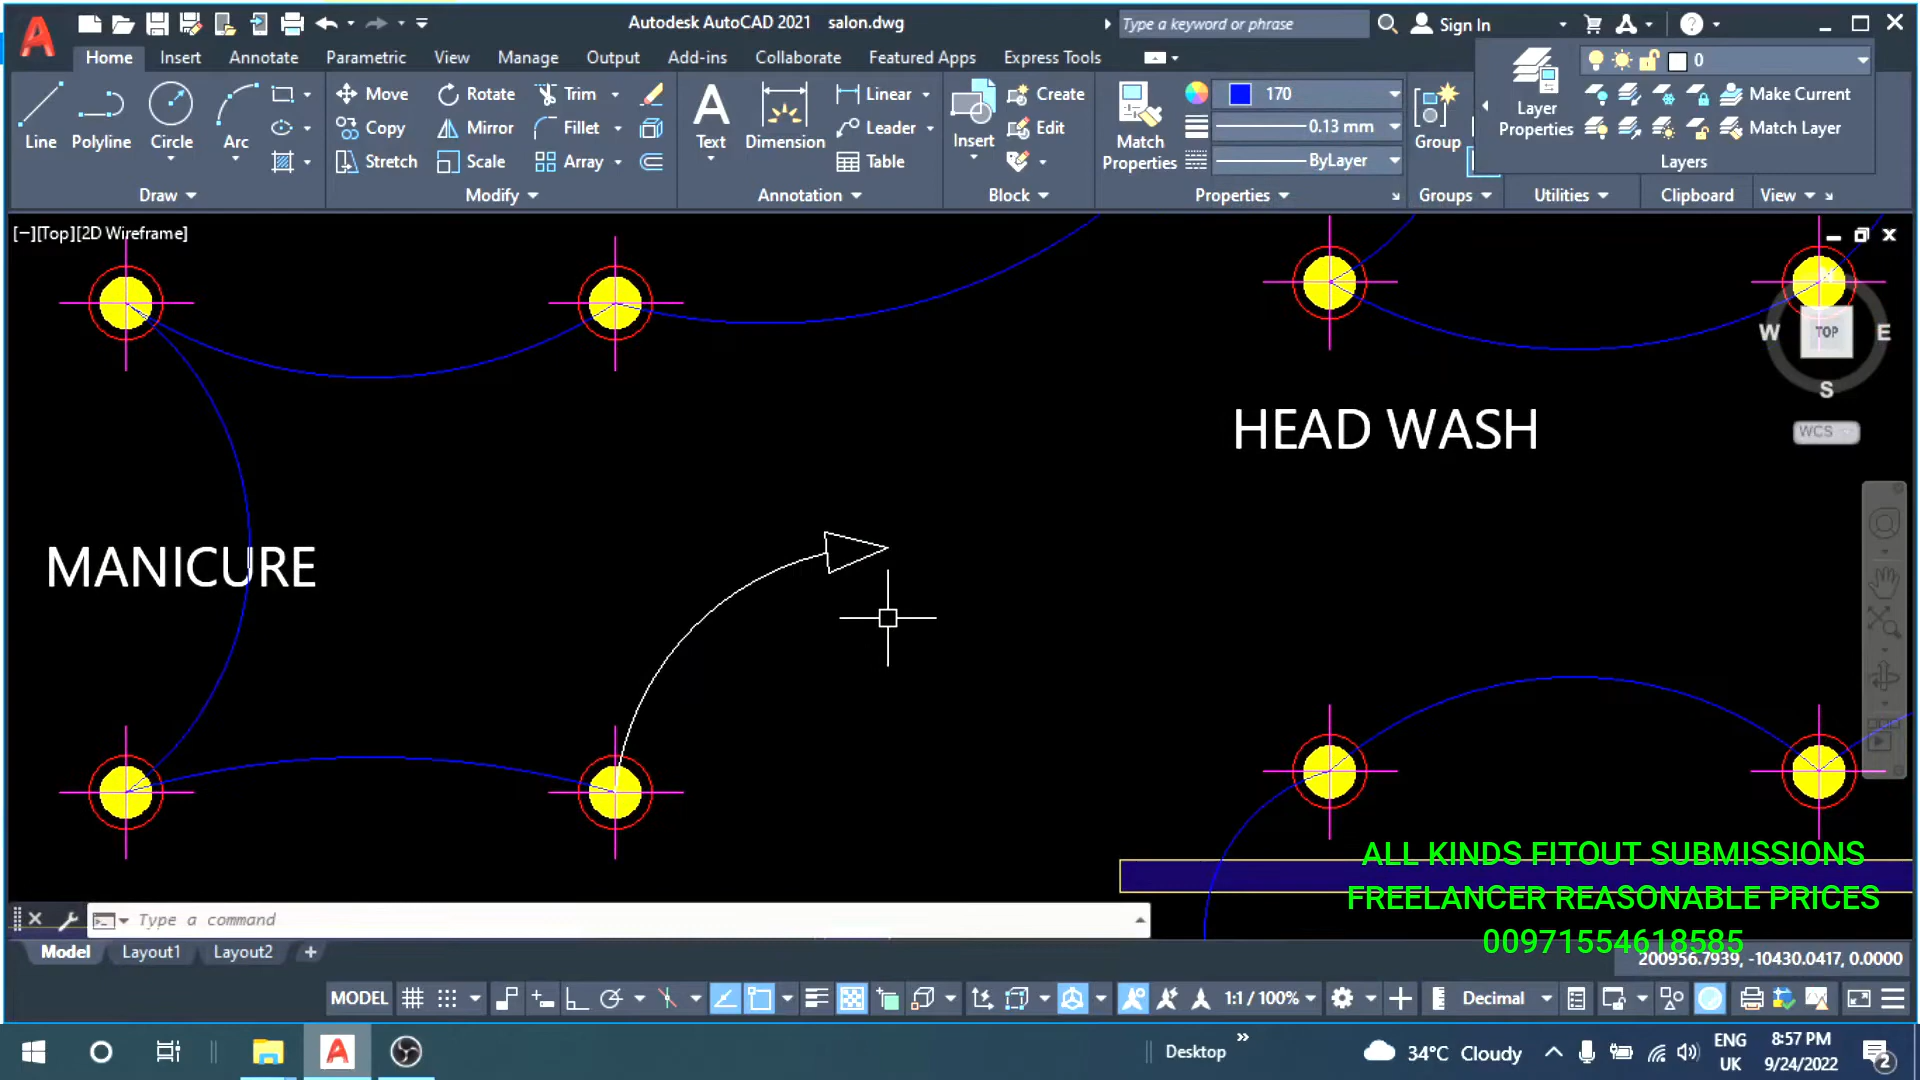 Autodesk AutoCAD 2021 salon.dwg
Type a keyword or phrase
Sign In
Home Insert Annotate Parametric View Manage Output Add-ins Collaborate Featured Apps Express Tools
0
Line Polyline Circle Arc
Move Rotate Trim
Copy Mirror Fillet
Stretch Scale Array
Text Dimension
Linear
Leader
Table
Insert
Create
Edit
Match Properties
170
0.13 mm
ByLayer
Group
Layer Properties
Make Current
Match Layer
Layers
Draw Modify Annotation Block Properties Groups Utilities Clipboard View
[−][Top][2D Wireframe]
N
W TOP E
S
WCS
HEAD WASH
MANICURE
ALL KINDS FITOUT SUBMISSIONS
FREELANCER REASONABLE PRICES
00971554618585
Type a command
Model Layout1 Layout2 +
200956.7939, -10430.0417, 0.0000
MODEL 1:1 / 100% Decimal
Desktop
34°C Cloudy
ENG
UK
8:57 PM
9/24/2022
2